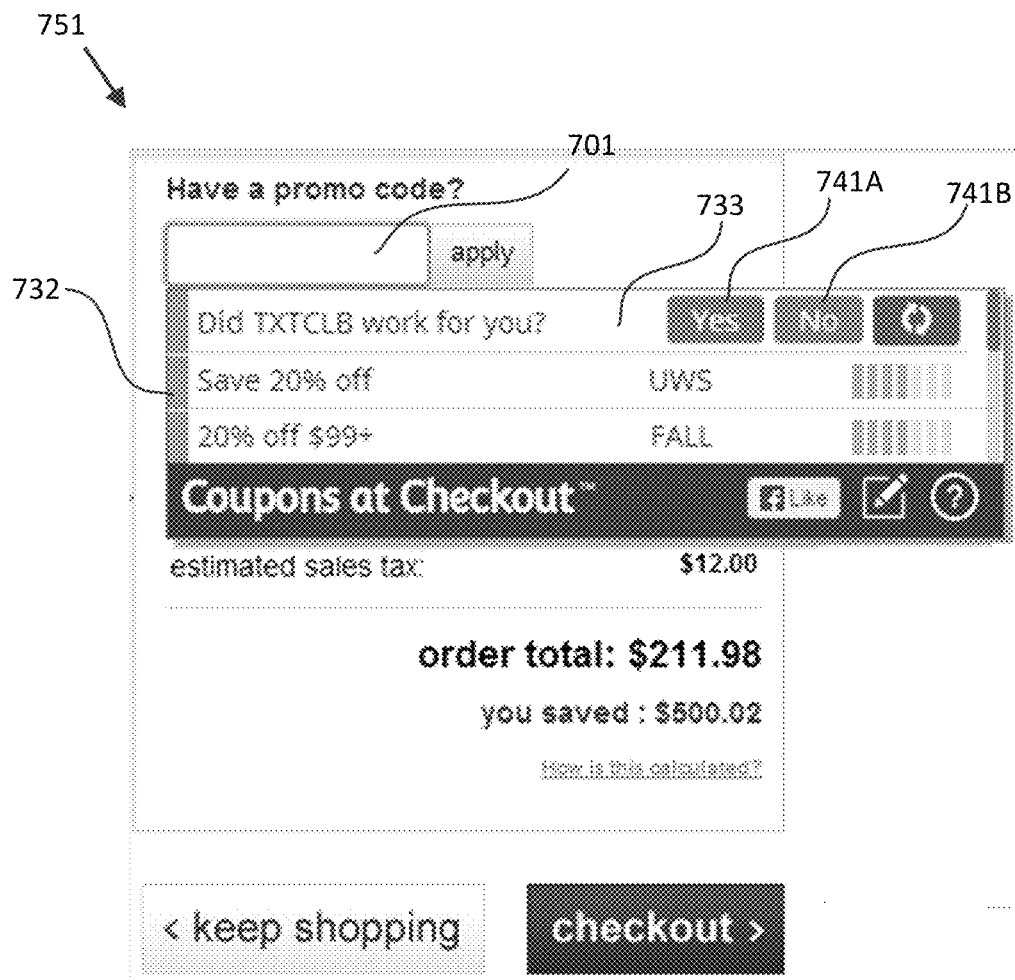 751
701
Have a promo code?
741A
741B
733
apply
732
Did TXTCLB work for you? Yes No
Save 20% off UWS
20% off $99+ FALL
Coupons at Checkout™ Like ?
estimated sales tax: $12.00
order total: $211.98
you saved : $500.02
How is this calculated?
< keep shopping checkout >